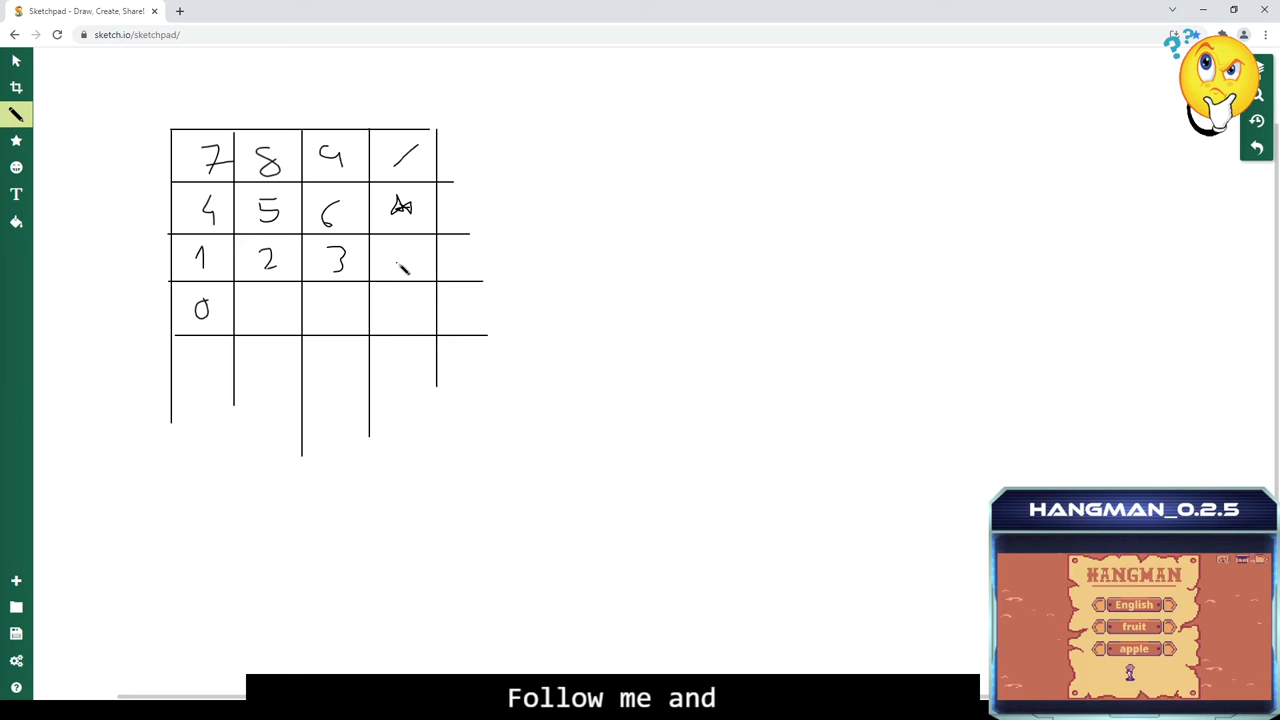 Sketchpad - Draw, Create, Share!
sketch.io/sketchpad/
7 8 9 /
4 5 6 *
1 2 3
0
T
HANGMAN_0.2.5
HANGMAN
English
fruit
apple
Follow me and